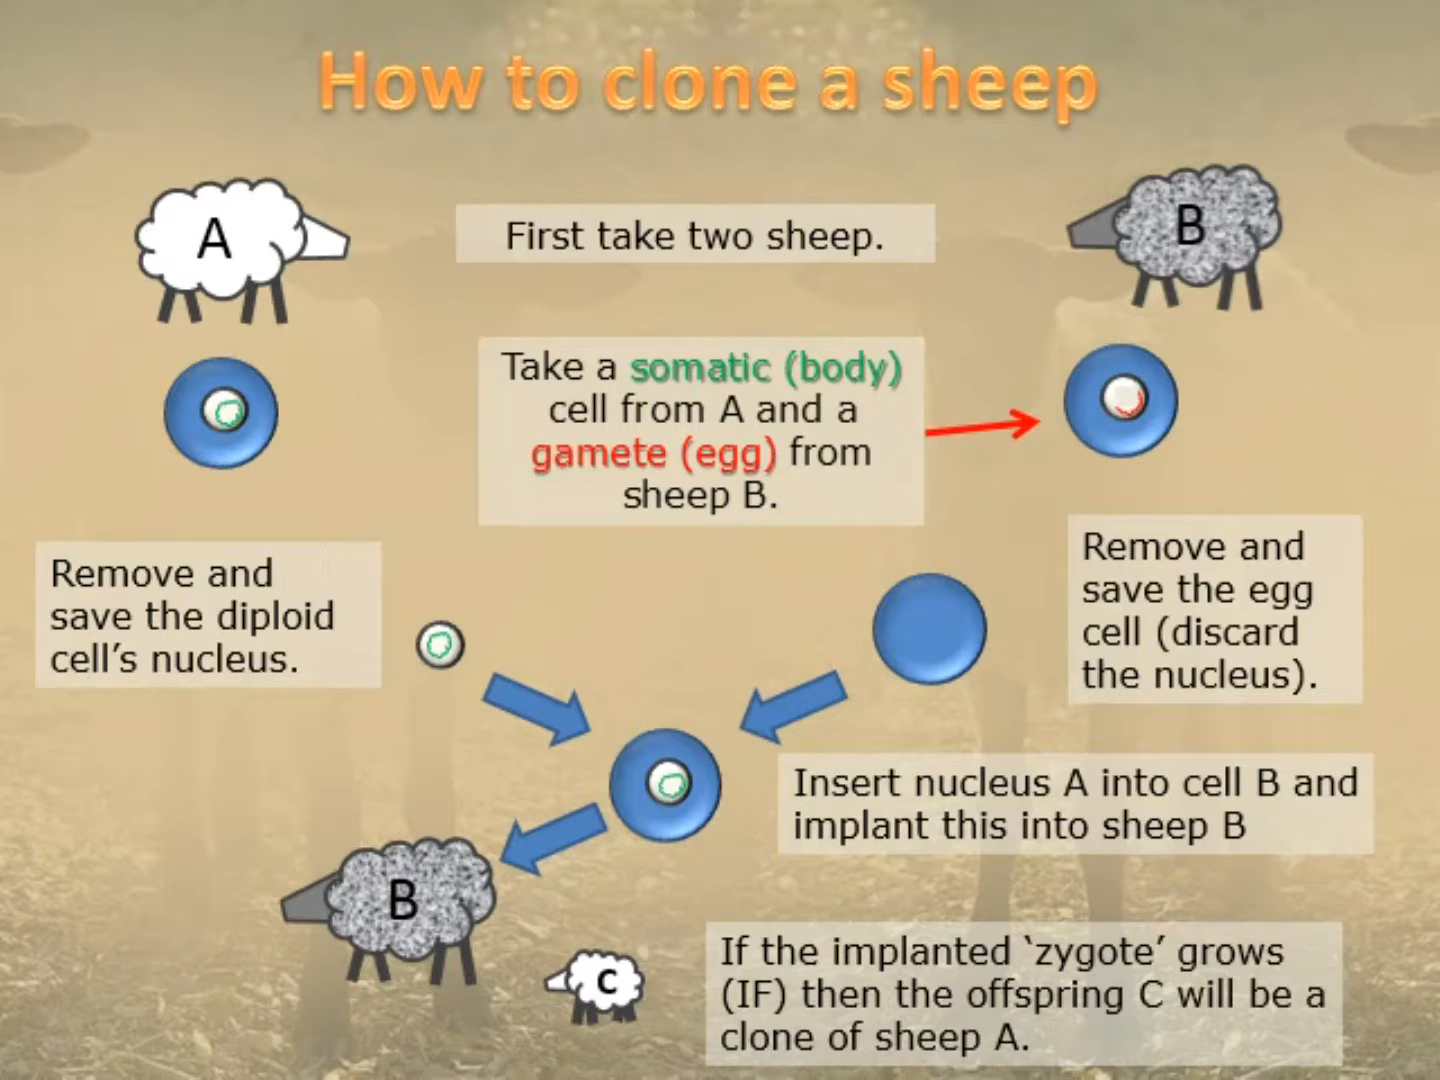 How to clone a sheep
A
First take two sheep.
B
Take a somatic (body)
cell from A and a
gamete (egg) from
sheep B.
Remove and
save the diploid
cell’s nucleus.
Remove and
save the egg
cell (discard
the nucleus).
Insert nucleus A into cell B and
implant this into sheep B
B
C
If the implanted ‘zygote’ grows
(IF) then the offspring C will be a
clone of sheep A.